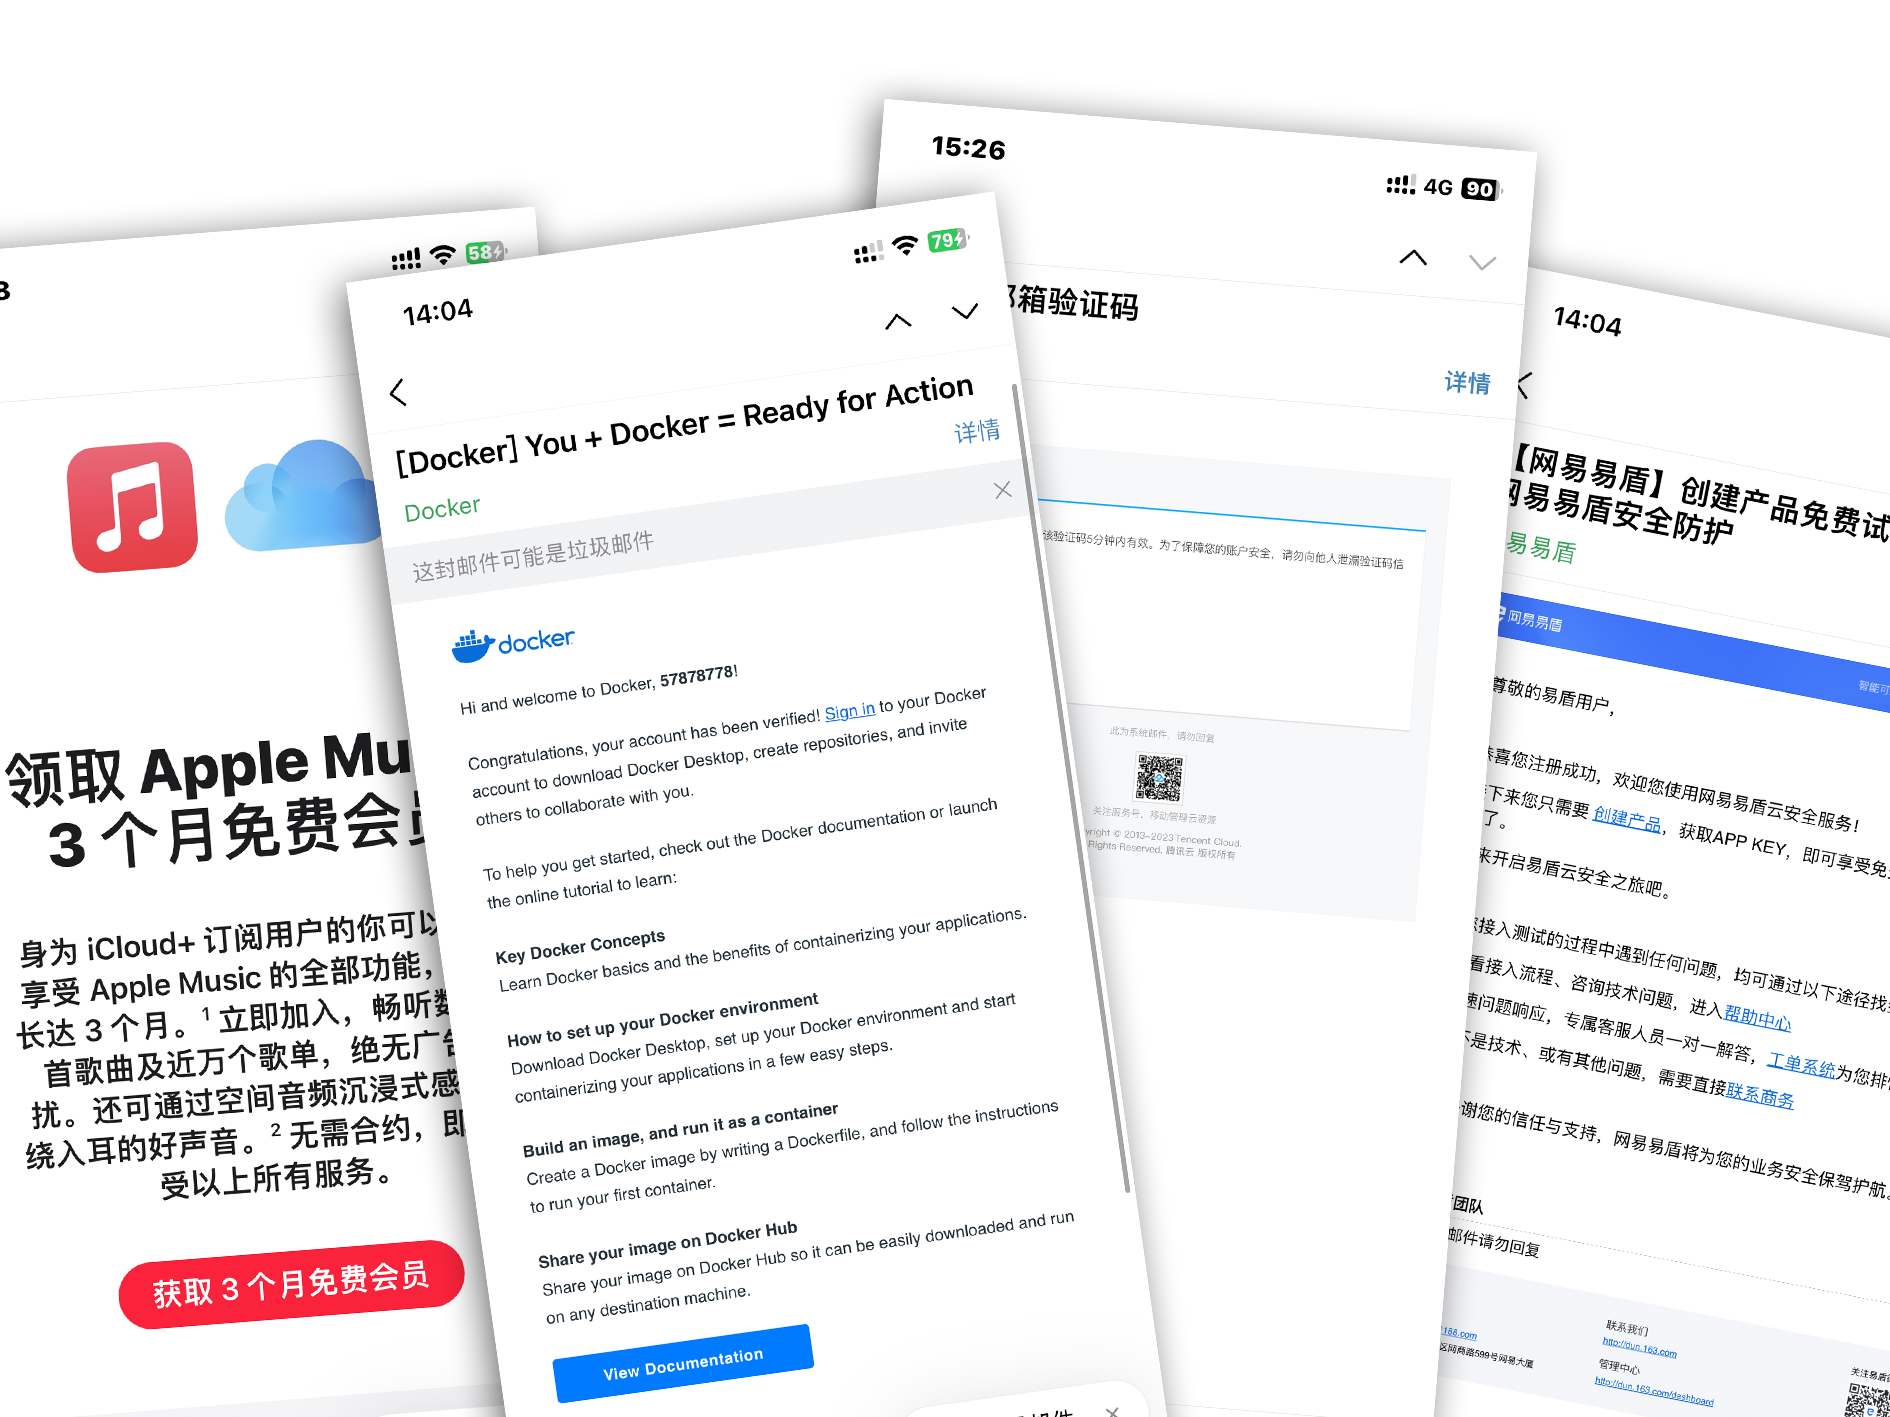 58
领取 Apple Mu
3 个月免费会
身为 iCloud+ 订阅用户的你可以
享受 Apple Music 的全部功能，
长达 3 个月。¹ 立即加入，畅听
首歌曲及近万个歌单，绝无广
扰。还可通过空间音频沉浸式感
绕入耳的好声音。² 无需合约，即
受以上所有服务。
获取 3 个月免费会员
14:04
79
[Docker] You + Docker = Ready for Action
详情
Docker
这封邮件可能是垃圾邮件
docker
Hi and welcome to Docker, 57878778!
Congratulations, your account has been verified! Sign in to your Docker
account to download Docker Desktop, create repositories, and invite
others to collaborate with you.
To help you get started, check out the Docker documentation or launch
the online tutorial to learn:
Key Docker Concepts
Learn Docker basics and the benefits of containerizing your applications.
How to set up your Docker environment
Download Docker Desktop, set up your Docker environment and start
containerizing your applications in a few easy steps.
Build an image, and run it as a container
Create a Docker image by writing a Dockerfile, and follow the instructions
to run your first container.
Share your image on Docker Hub
Share your image on Docker Hub so it can be easily downloaded and run
on any destination machine.
View Documentation
15:26
4G 90
箱验证码
详情
该验证码5分钟内有效。为了保障您的账户安全，请勿向他人泄漏验证码信
此为系统邮件，请勿回复
关注服务号，移动管理云资源
right © 2013-2023 Tencent Cloud.
Rights Reserved. 腾讯云 版权所有
14:04
【网易易盾】创建产品免费试
网易易盾安全防护
易易盾
网易易盾
智能可
尊敬的易盾用户，
恭喜您注册成功，欢迎您使用网易易盾云安全服务！
下来您只需要 创建产品，获取APP KEY，即可享受免
了。
来开启易盾云安全之旅吧。
接入测试的过程中遇到任何问题，均可通过以下途径找
看接入流程、咨询技术问题，进入帮助中心
速问题响应，专属客服人员一对一解答，工单系统为您排
不是技术、或有其他问题，需要直接联系商务
谢您的信任与支持，网易易盾将为您的业务安全保驾护航。
团队
邮件请勿回复
188.com
区网商路599号网易大厦
联系我们
http://dun.163.com
管理中心
http://dun.163.com/dashboard
关注易盾